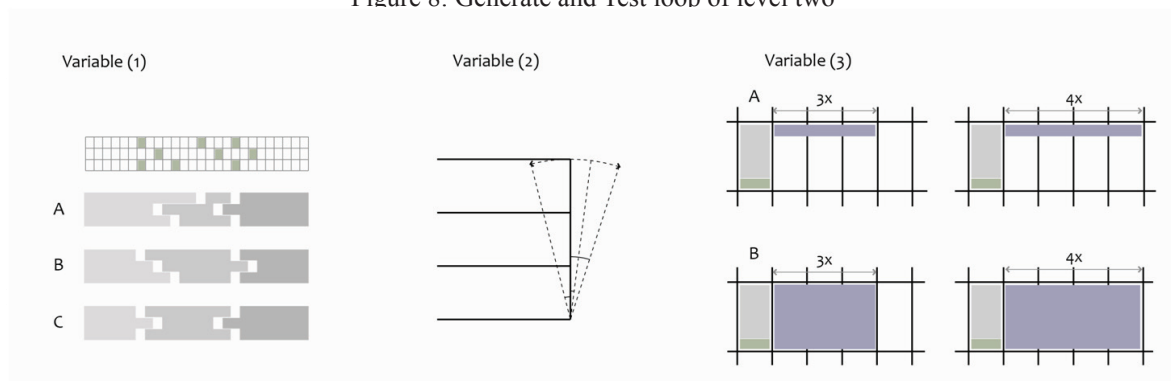 Figure 8: Generate and Test loop of level two
Variable (1)
Variable (2)
Variable (3)
A
B
C
A
3x
4x
B
3x
4x